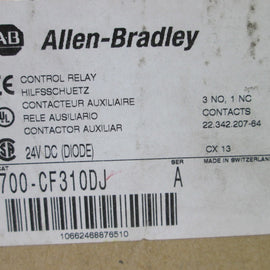 AB Allen-Bradley
CONTROL RELAY
HILFSSCHUETZ
CONTACTEUR AUXILIAIRE
RELE AUSILIARIO
CONTACTOR AUXILIAR
3 NO, 1 NC
CONTACTS
22.342.207-64
24V DC (DIODE)
CX 13
CAT
SER
MADE IN SWITZERLAND
700-CF310DJ
A
10662468876510